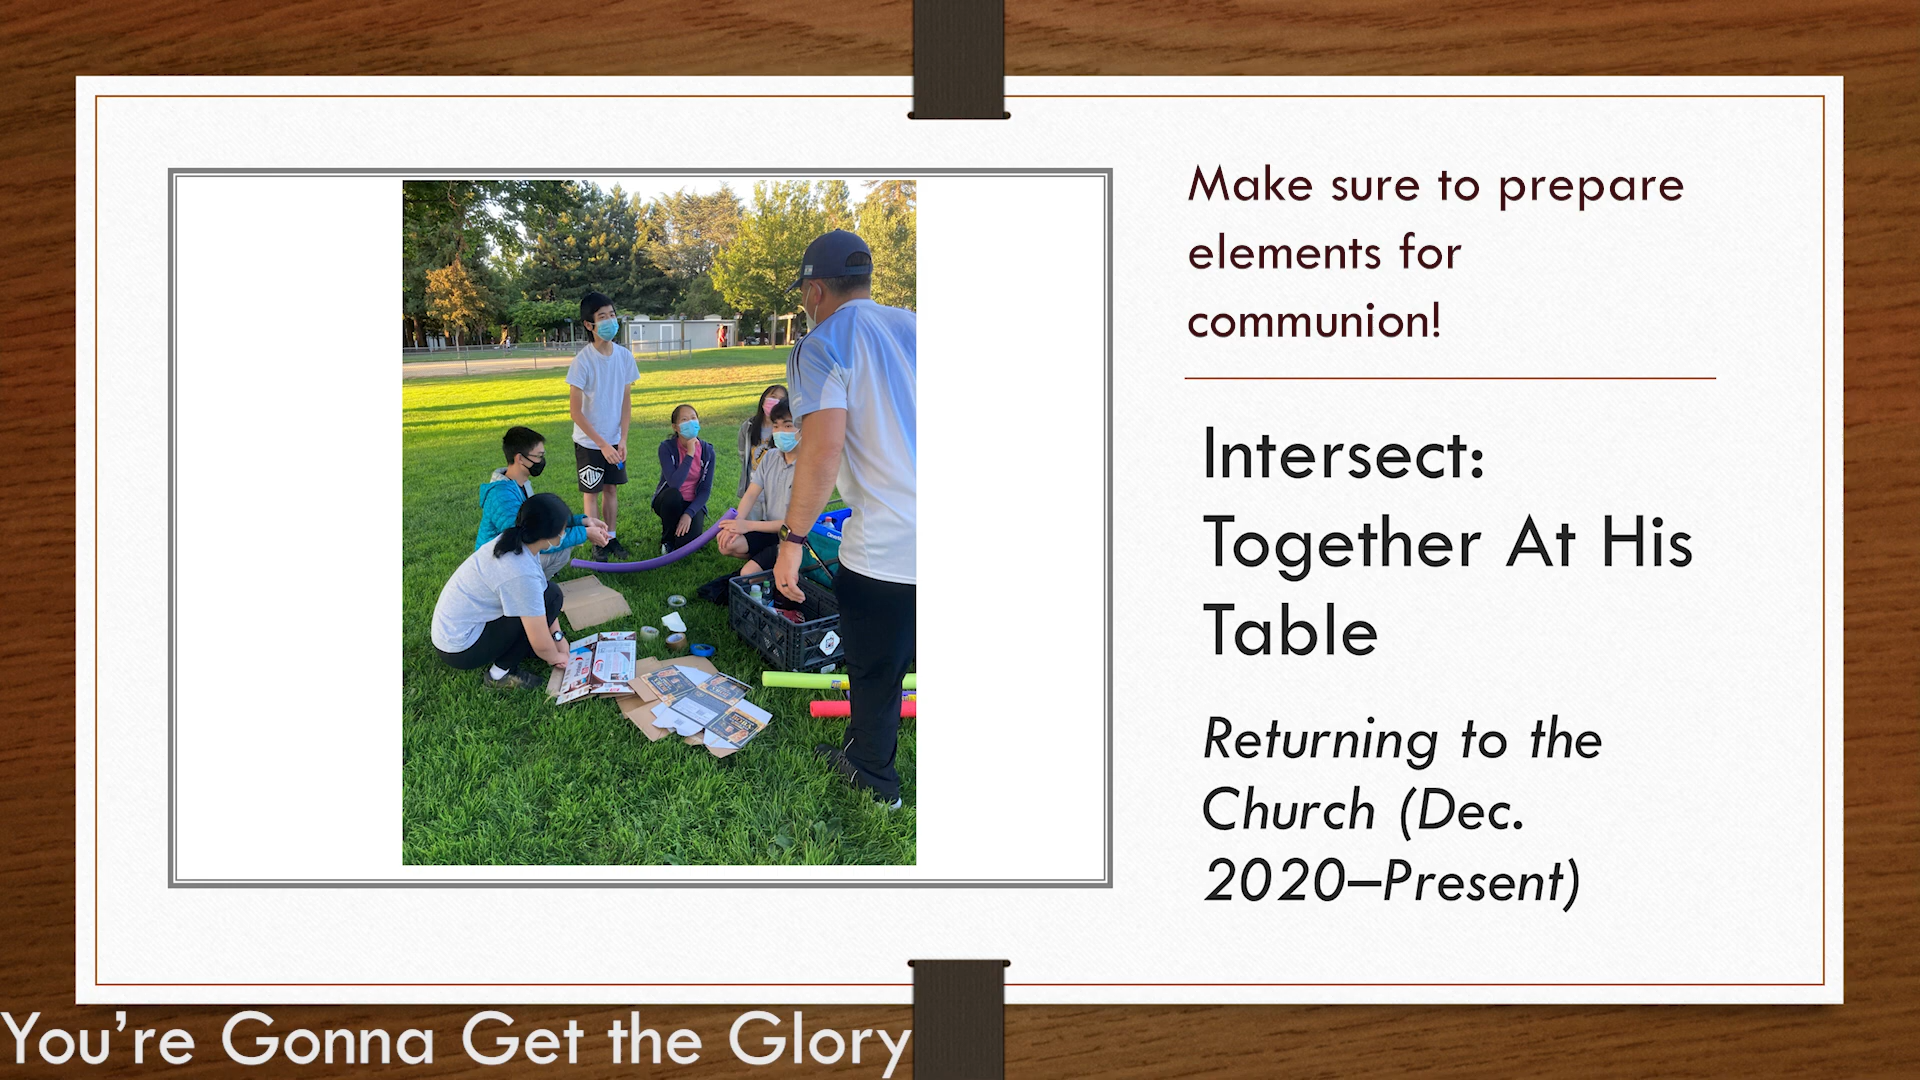 Make sure to prepare
elements for
communion!
Intersect:
Together At His
Table
Returning to the
Church (Dec.
2020–Present)
You're Gonna Get the Glory